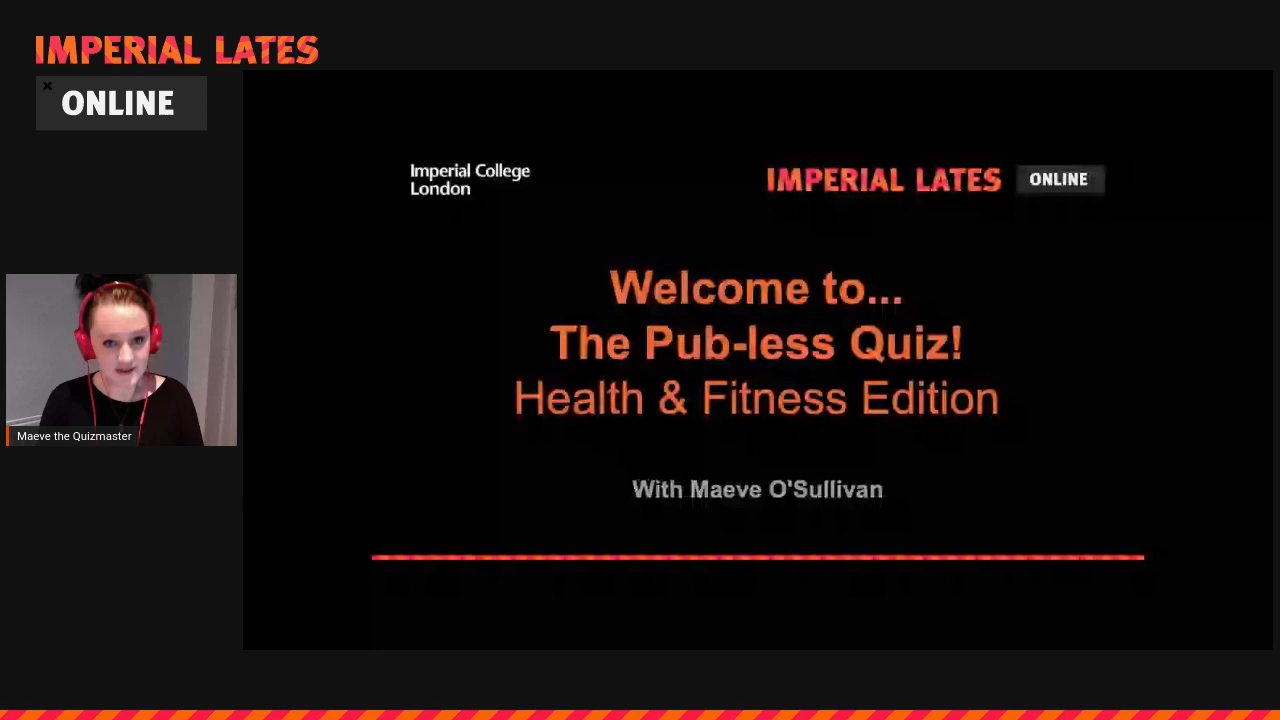 IMPERIAL LATES
ONLINE
Imperial College
London
IMPERIAL LATES ONLINE
Welcome to...
The Pub-less Quiz!
Health & Fitness Edition
With Maeve O'Sullivan
Maeve the Quizmaster